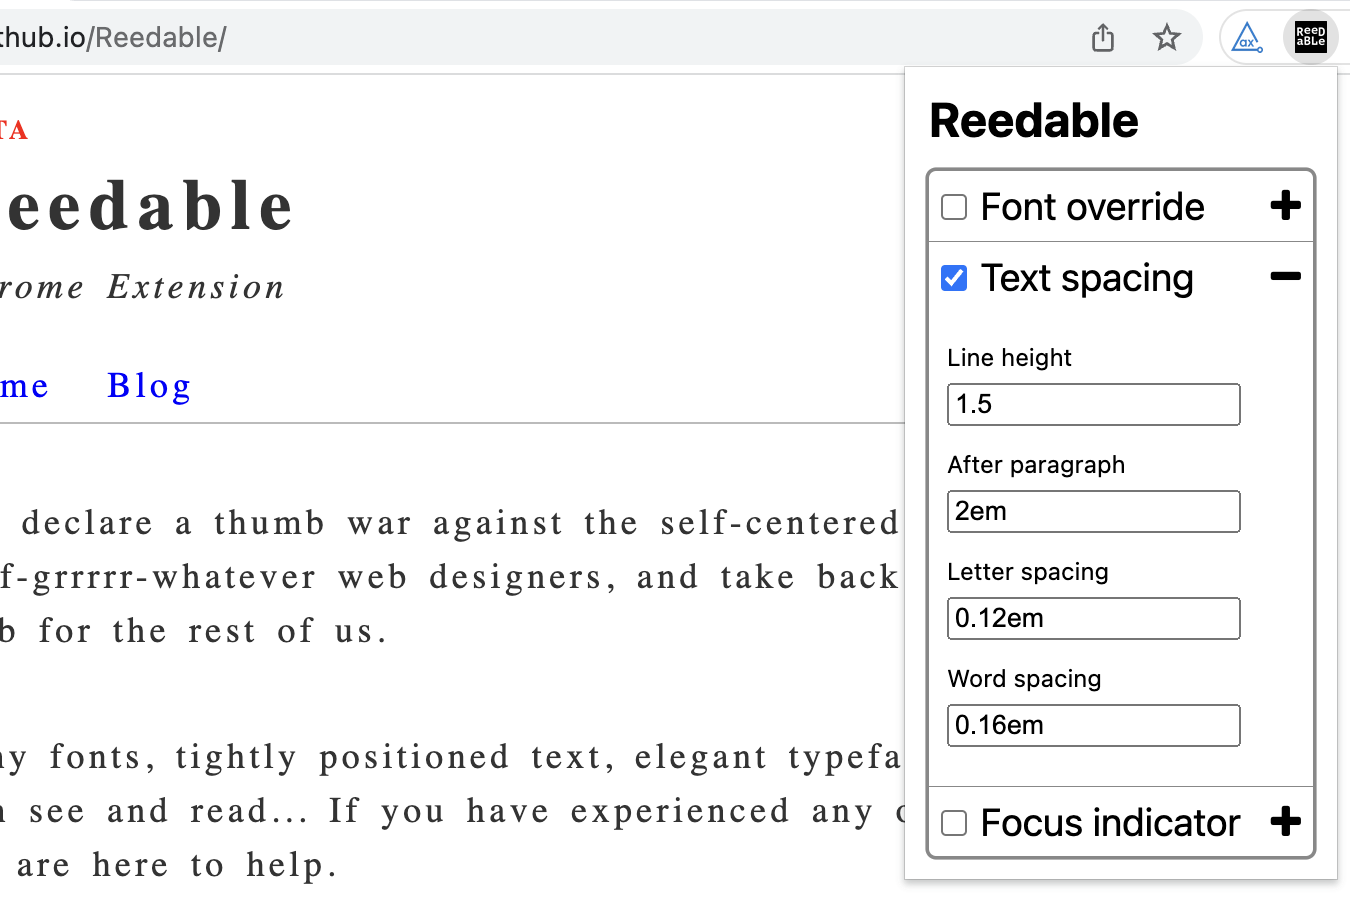 thub.io/Reedable/
ax
ReeD
aBLe
TA
eedable
rome Extension
me Blog
declare a thumb war against the self-centered
f-grrrrr-whatever web designers, and take back
b for the rest of us.
ny fonts, tightly positioned text, elegant typefa
n see and read... If you have experienced any o
are here to help.
Reedable
Font override
Text spacing
Line height
1.5
After paragraph
2em
Letter spacing
0.12em
Word spacing
0.16em
Focus indicator